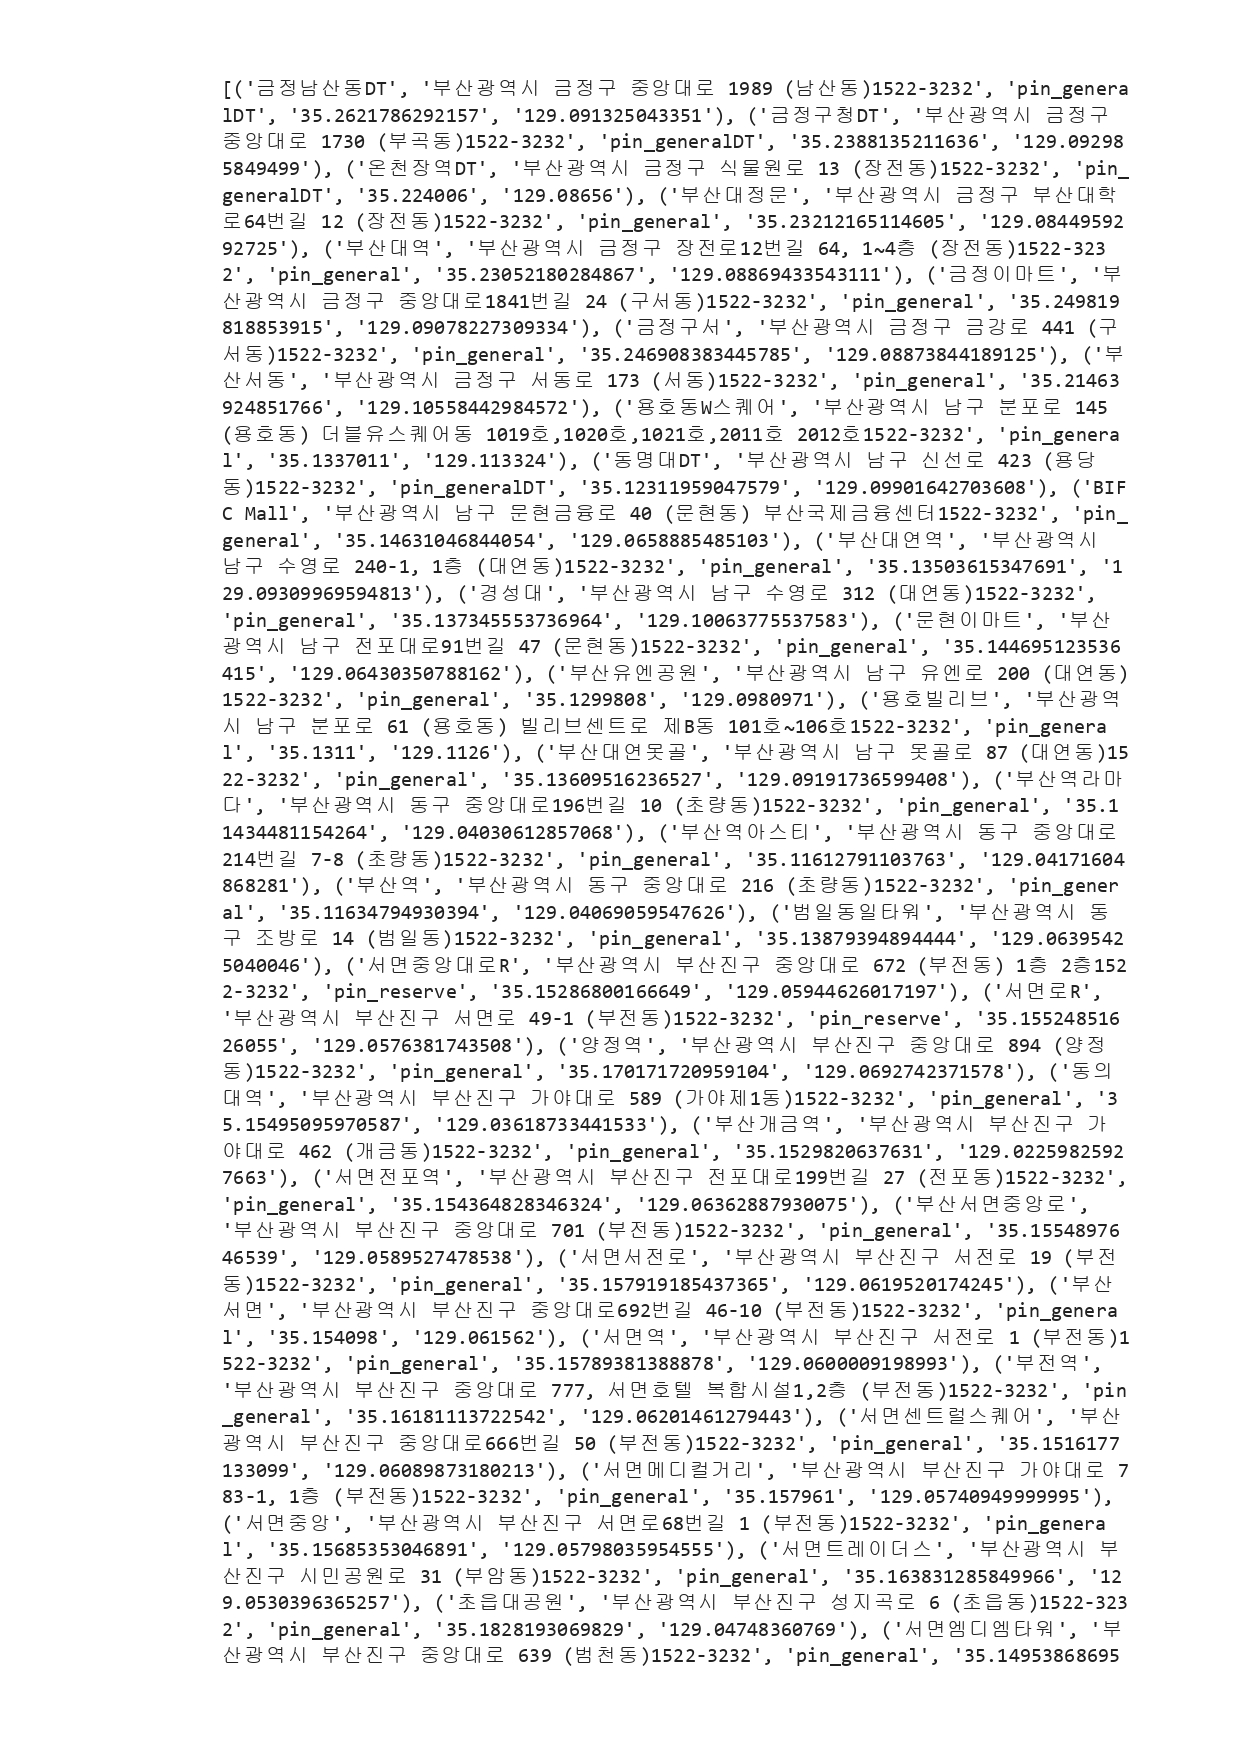 [('금정남산동DT', '부산광역시 금정구 중앙대로 1989 (남산동)1522-3232', 'pin_genera
lDT', '35.2621786292157', '129.091325043351'), ('금정구청DT', '부산광역시 금정구
중앙대로 1730 (부곡동)1522-3232', 'pin_generalDT', '35.2388135211636', '129.09298
5849499'), ('온천장역DT', '부산광역시 금정구 식물원로 13 (장전동)1522-3232', 'pin_
generalDT', '35.224006', '129.08656'), ('부산대정문', '부산광역시 금정구 부산대학
로64번길 12 (장전동)1522-3232', 'pin_general', '35.23212165114605', '129.08449592
92725'), ('부산대역', '부산광역시 금정구 장전로12번길 64, 1~4층 (장전동)1522-323
2', 'pin_general', '35.23052180284867', '129.08869433543111'), ('금정이마트', '부
산광역시 금정구 중앙대로1841번길 24 (구서동)1522-3232', 'pin_general', '35.249819
818853915', '129.09078227309334'), ('금정구서', '부산광역시 금정구 금강로 441 (구
서동)1522-3232', 'pin_general', '35.246908383445785', '129.08873844189125'), ('부
산서동', '부산광역시 금정구 서동로 173 (서동)1522-3232', 'pin_general', '35.21463
924851766', '129.10558442984572'), ('용호동W스퀘어', '부산광역시 남구 분포로 145
(용호동) 더블유스퀘어동 1019호,1020호,1021호,2011호 2012호1522-3232', 'pin_genera
l', '35.1337011', '129.113324'), ('동명대DT', '부산광역시 남구 신선로 423 (용당
동)1522-3232', 'pin_generalDT', '35.12311959047579', '129.09901642703608'), ('BIF
C Mall', '부산광역시 남구 문현금융로 40 (문현동) 부산국제금융센터1522-3232', 'pin_
general', '35.14631046844054', '129.0658885485103'), ('부산대연역', '부산광역시
남구 수영로 240-1, 1층 (대연동)1522-3232', 'pin_general', '35.13503615347691', '1
29.09309969594813'), ('경성대', '부산광역시 남구 수영로 312 (대연동)1522-3232',
'pin_general', '35.137345553736964', '129.10063775537583'), ('문현이마트', '부산
광역시 남구 전포대로91번길 47 (문현동)1522-3232', 'pin_general', '35.144695123536
415', '129.06430350788162'), ('부산유엔공원', '부산광역시 남구 유엔로 200 (대연동)
1522-3232', 'pin_general', '35.1299808', '129.0980971'), ('용호빌리브', '부산광역
시 남구 분포로 61 (용호동) 빌리브센트로 제B동 101호~106호1522-3232', 'pin_genera
l', '35.1311', '129.1126'), ('부산대연못골', '부산광역시 남구 못골로 87 (대연동)15
22-3232', 'pin_general', '35.13609516236527', '129.09191736599408'), ('부산역라마
다', '부산광역시 동구 중앙대로196번길 10 (초량동)1522-3232', 'pin_general', '35.1
14434481154264', '129.04030612857068'), ('부산역아스티', '부산광역시 동구 중앙대로
214번길 7-8 (초량동)1522-3232', 'pin_general', '35.11612791103763', '129.04171604
868281'), ('부산역', '부산광역시 동구 중앙대로 216 (초량동)1522-3232', 'pin_gener
al', '35.11634794930394', '129.04069059547626'), ('범일동일타워', '부산광역시 동
구 조방로 14 (범일동)1522-3232', 'pin_general', '35.13879394894444', '129.0639542
5040046'), ('서면중앙대로R', '부산광역시 부산진구 중앙대로 672 (부전동) 1층 2층152
2-3232', 'pin_reserve', '35.15286800166649', '129.05944626017197'), ('서면로R',
'부산광역시 부산진구 서면로 49-1 (부전동)1522-3232', 'pin_reserve', '35.155248516
26055', '129.0576381743508'), ('양정역', '부산광역시 부산진구 중앙대로 894 (양정
동)1522-3232', 'pin_general', '35.170171720959104', '129.0692742371578'), ('동의
대역', '부산광역시 부산진구 가야대로 589 (가야제1동)1522-3232', 'pin_general', '3
5.15495095970587', '129.03618733441533'), ('부산개금역', '부산광역시 부산진구 가
야대로 462 (개금동)1522-3232', 'pin_general', '35.1529820637631', '129.0225982592
7663'), ('서면전포역', '부산광역시 부산진구 전포대로199번길 27 (전포동)1522-3232',
'pin_general', '35.154364828346324', '129.06362887930075'), ('부산서면중앙로',
'부산광역시 부산진구 중앙대로 701 (부전동)1522-3232', 'pin_general', '35.15548976
46539', '129.0589527478538'), ('서면서전로', '부산광역시 부산진구 서전로 19 (부전
동)1522-3232', 'pin_general', '35.157919185437365', '129.0619520174245'), ('부산
서면', '부산광역시 부산진구 중앙대로692번길 46-10 (부전동)1522-3232', 'pin_genera
l', '35.154098', '129.061562'), ('서면역', '부산광역시 부산진구 서전로 1 (부전동)1
522-3232', 'pin_general', '35.15789381388878', '129.0600009198993'), ('부전역',
'부산광역시 부산진구 중앙대로 777, 서면호텔 복합시설1,2층 (부전동)1522-3232', 'pin
_general', '35.16181113722542', '129.06201461279443'), ('서면센트럴스퀘어', '부산
광역시 부산진구 중앙대로666번길 50 (부전동)1522-3232', 'pin_general', '35.1516177
133099', '129.06089873180213'), ('서면메디컬거리', '부산광역시 부산진구 가야대로 7
83-1, 1층 (부전동)1522-3232', 'pin_general', '35.157961', '129.05740949999995'),
('서면중앙', '부산광역시 부산진구 서면로68번길 1 (부전동)1522-3232', 'pin_genera
l', '35.15685353046891', '129.05798035954555'), ('서면트레이더스', '부산광역시 부
산진구 시민공원로 31 (부암동)1522-3232', 'pin_general', '35.163831285849966', '12
9.0530396365257'), ('초읍대공원', '부산광역시 부산진구 성지곡로 6 (초읍동)1522-323
2', 'pin_general', '35.1828193069829', '129.04748360769'), ('서면엠디엠타워', '부
산광역시 부산진구 중앙대로 639 (범천동)1522-3232', 'pin_general', '35.14953868695